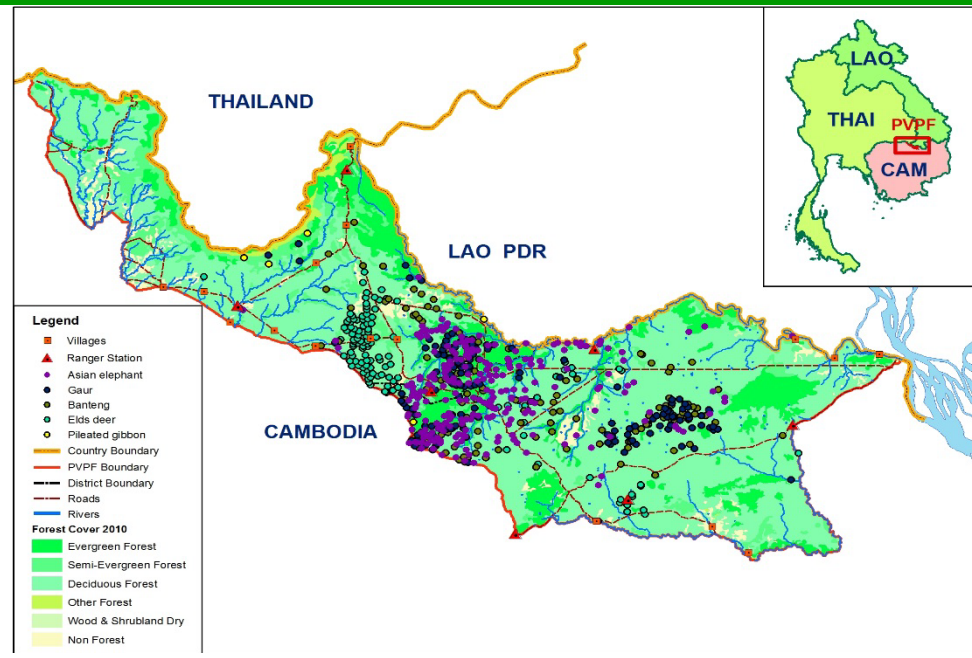 THAILAND
LAO PDR
CAMBODIA
LAO
THAI
PVPF
CAM
Legend
Villages
Ranger Station
Asian elephant
Gaur
Banteng
Elds deer
Pileated gibbon
Country Boundary
PVPF Boundary
District Boundary
Roads
Rivers
Forest Cover 2010
Evergreen Forest
Semi-Evergreen Forest
Deciduous Forest
Other Forest
Wood & Shrubland Dry
Non Forest